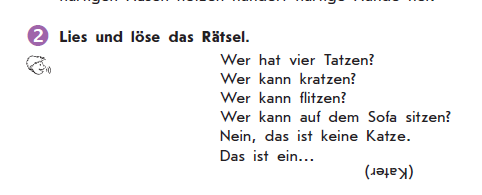 2 Lies und löse das Rätsel.
Wer hat vier Tatzen?
Wer kann kratzen?
Wer kann flitzen?
Wer kann auf dem Sofa sitzen?
Nein, das ist keine Katze.
Das ist ein...
(Kater)